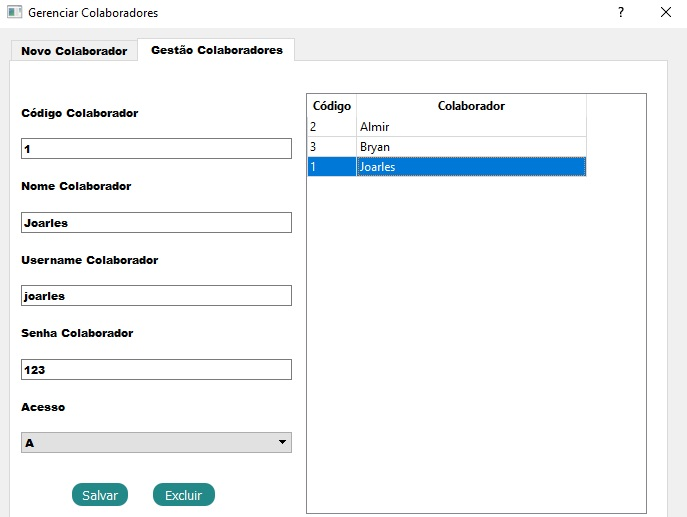 Gerenciar Colaboradores
?
Novo Colaborador
Gestão Colaboradores
Código Colaborador
1
Nome Colaborador
Joarles
Username Colaborador
joarles
Senha Colaborador
123
Acesso
A
Salvar Excluir
Código Colaborador
2 Almir
3 Bryan
1 Joarles